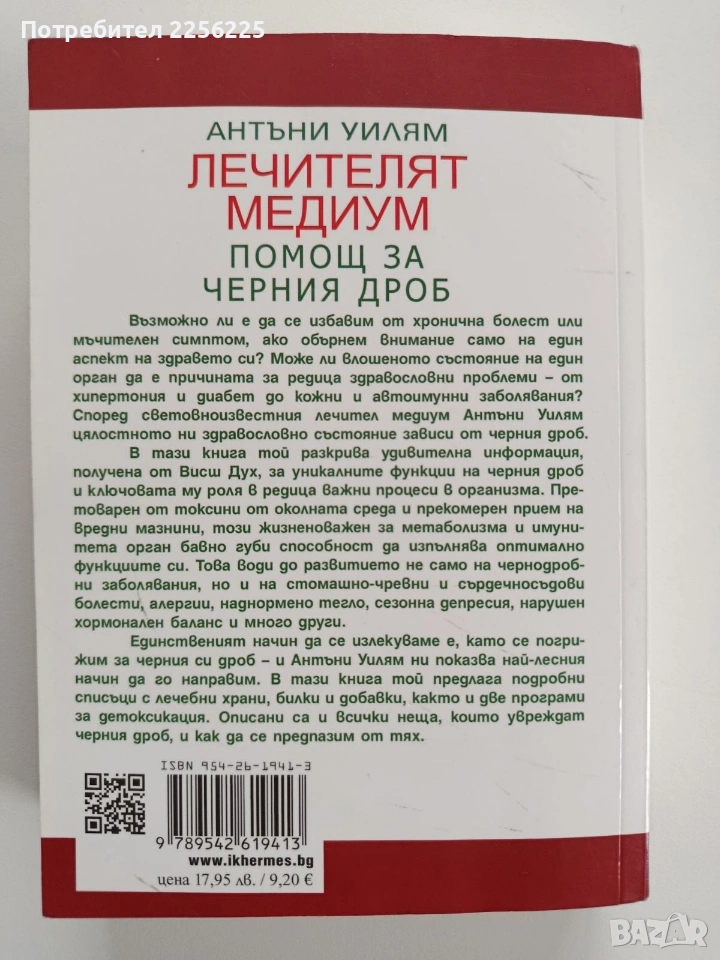 Потребител 2256225
АНТЪНИ УИЛЯМ
ЛЕЧИТЕЛЯТ
МЕДИУМ
ПОМОЩ ЗА
ЧЕРНИЯ ДРОБ
Възможно ли е да се избавим от хронична болест или
мъчителен симптом, ако обърнем внимание само на един
аспект на здравето си? Може ли влошеното състояние на един
орган да е причината за редица здравословни проблеми – от
хипертония и диабет до кожни и автоимунни заболявания?
Според световноизвестния лечител медиум Антъни Уилям
цялостното ни здравословно състояние зависи от черния дроб.
В тази книга той разкрива удивителна информация,
получена от Висш Дух, за уникалните функции на черния дроб
и ключовата му роля в редица важни процеси в организма. Пре-
товарен от токсини от околната среда и прекомерен прием на
вредни мазнини, този жизненоважен за метаболизма и имуни-
тета орган бавно губи способност да изпълнява оптимално
функциите си. Това води до развитието не само на чернодроб-
ни заболявания, но и на стомашно-чревни и сърдечносъдови
болести, алергии, наднормено тегло, сезонна депресия, нарушен
хормонален баланс и много други.
Единственият начин да се излекуваме е, като се погри-
жим за черния си дроб – и Антъни Уилям ни показва най-лесния
начин да го направим. В тази книга той предлага подробни
списъци с лечебни храни, билки и добавки, както и две програми
за детоксикация. Описани са и всички неща, които увреждат
черния дроб, и как да се предпазим от тях.
ISBN 954-26-1941-3
9 789542 619413
www.ikhermes.bg
цена 17,95 лв. / 9,20 €
BAZAR